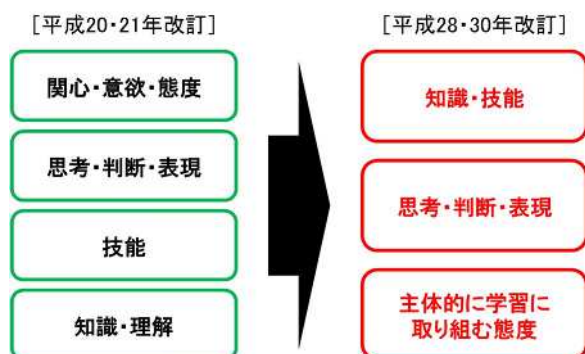 [平成20・21年改訂]
関心・意欲・態度
思考・判断・表現
技能
知識・理解
[平成28・30年改訂]
知識・技能
思考・判断・表現
主体的に学習に
取り組む態度